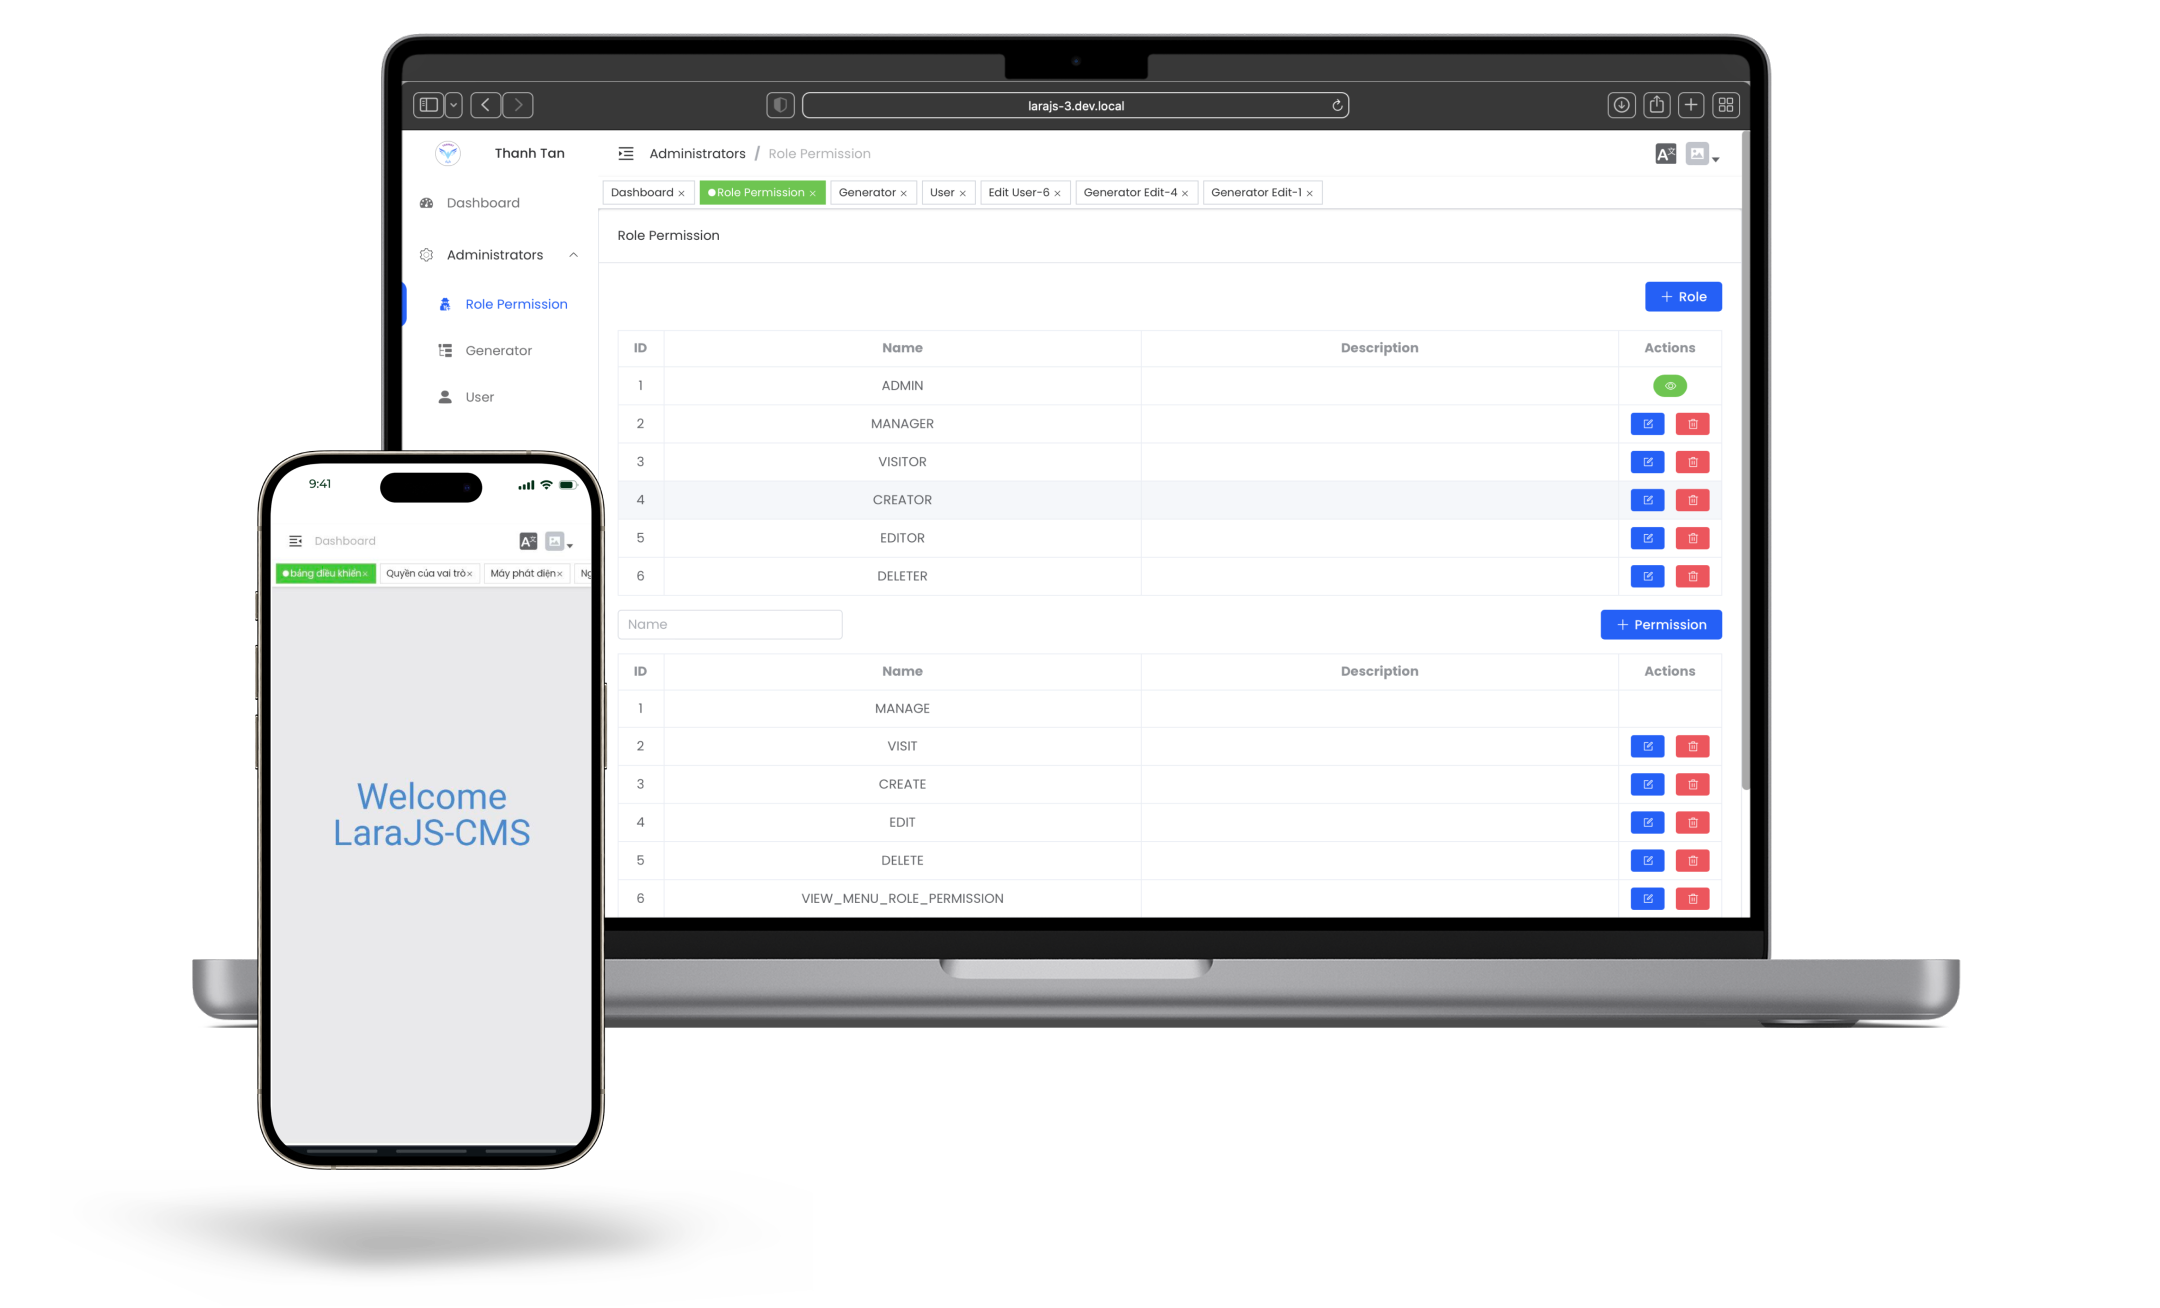 larajs-3.dev.local
Thanh Tan
Administrators / Role Permission
Dashboard × Role Permission × Generator × User × Edit User-6 × Generator Edit-4 × Generator Edit-1 ×
Dashboard
Administrators
Role Permission
Generator
User
Role Permission
+ Role
ID Name Description Actions
1 ADMIN
2 MANAGER
3 VISITOR
4 CREATOR
5 EDITOR
6 DELETER
Name
+ Permission
ID Name Description Actions
1 MANAGE
2 VISIT
3 CREATE
4 EDIT
5 DELETE
6 VIEW_MENU_ROLE_PERMISSION
9:41
Dashboard
bảng điều khiển× Quyền của vai trò× Máy phát điện× Ng
Welcome
LaraJS-CMS